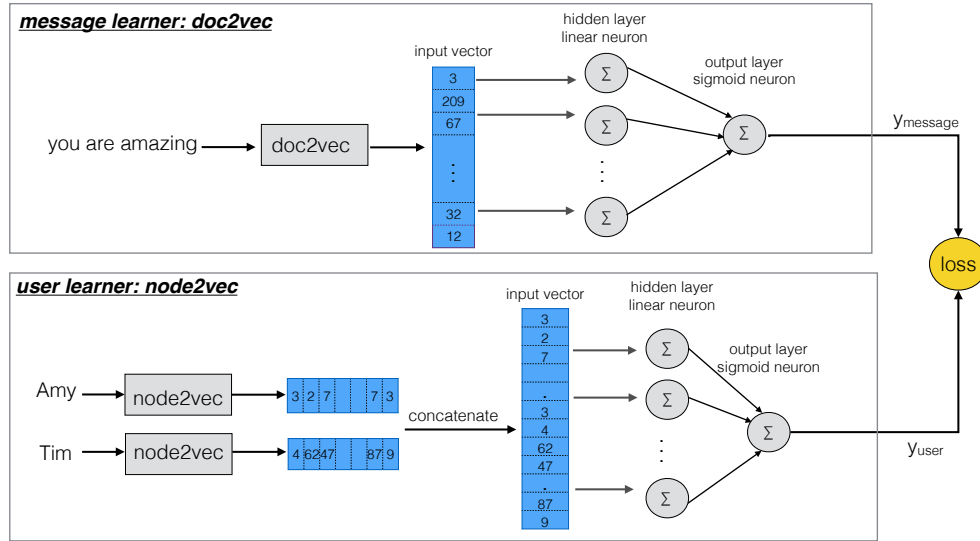 message learner: doc2vec
hidden layer
linear neuron
input vector
output layer
sigmoid neuron
3
209
67
⋮
32
12
you are amazing
doc2vec
Σ
Σ
⋮
Σ
Σ
y_message
loss
user learner: node2vec
input vector
hidden layer
linear neuron
output layer
sigmoid neuron
Amy
node2vec
3 2 7 7 3
Tim
node2vec
4 62 47 87 9
concatenate
3
2
7
.
3
4
62
47
.
87
9
Σ
Σ
⋮
Σ
Σ
y_user